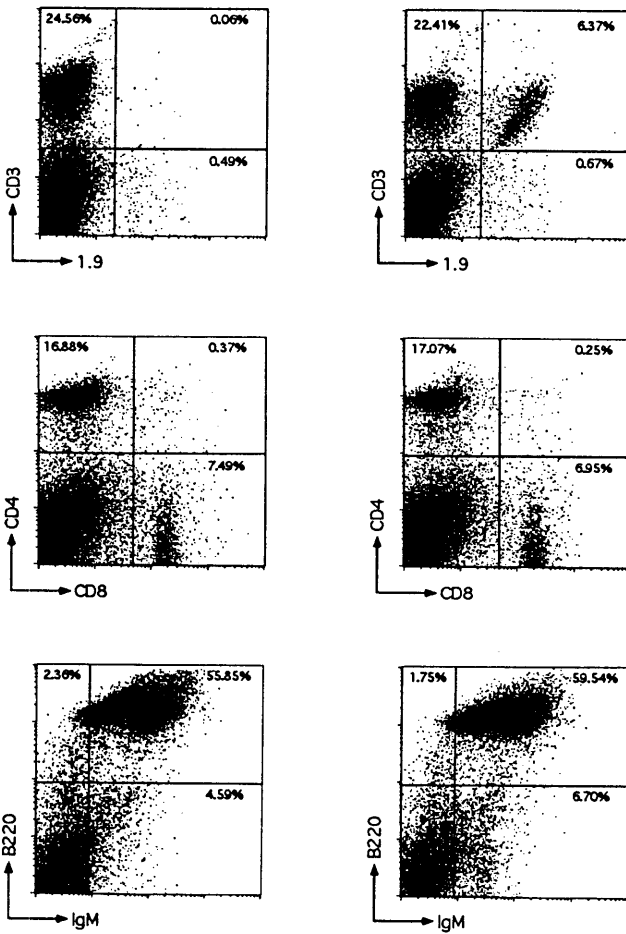 24.56% 0.06%
0.49%
CD3
1.9
22.41% 6.37%
0.67%
CD3
1.9
16.88% 0.37%
7.49%
CD4
CD8
17.07% 0.25%
6.95%
CD4
CD8
2.36% 55.85%
4.59%
B220
IgM
1.75% 59.54%
6.70%
B220
IgM